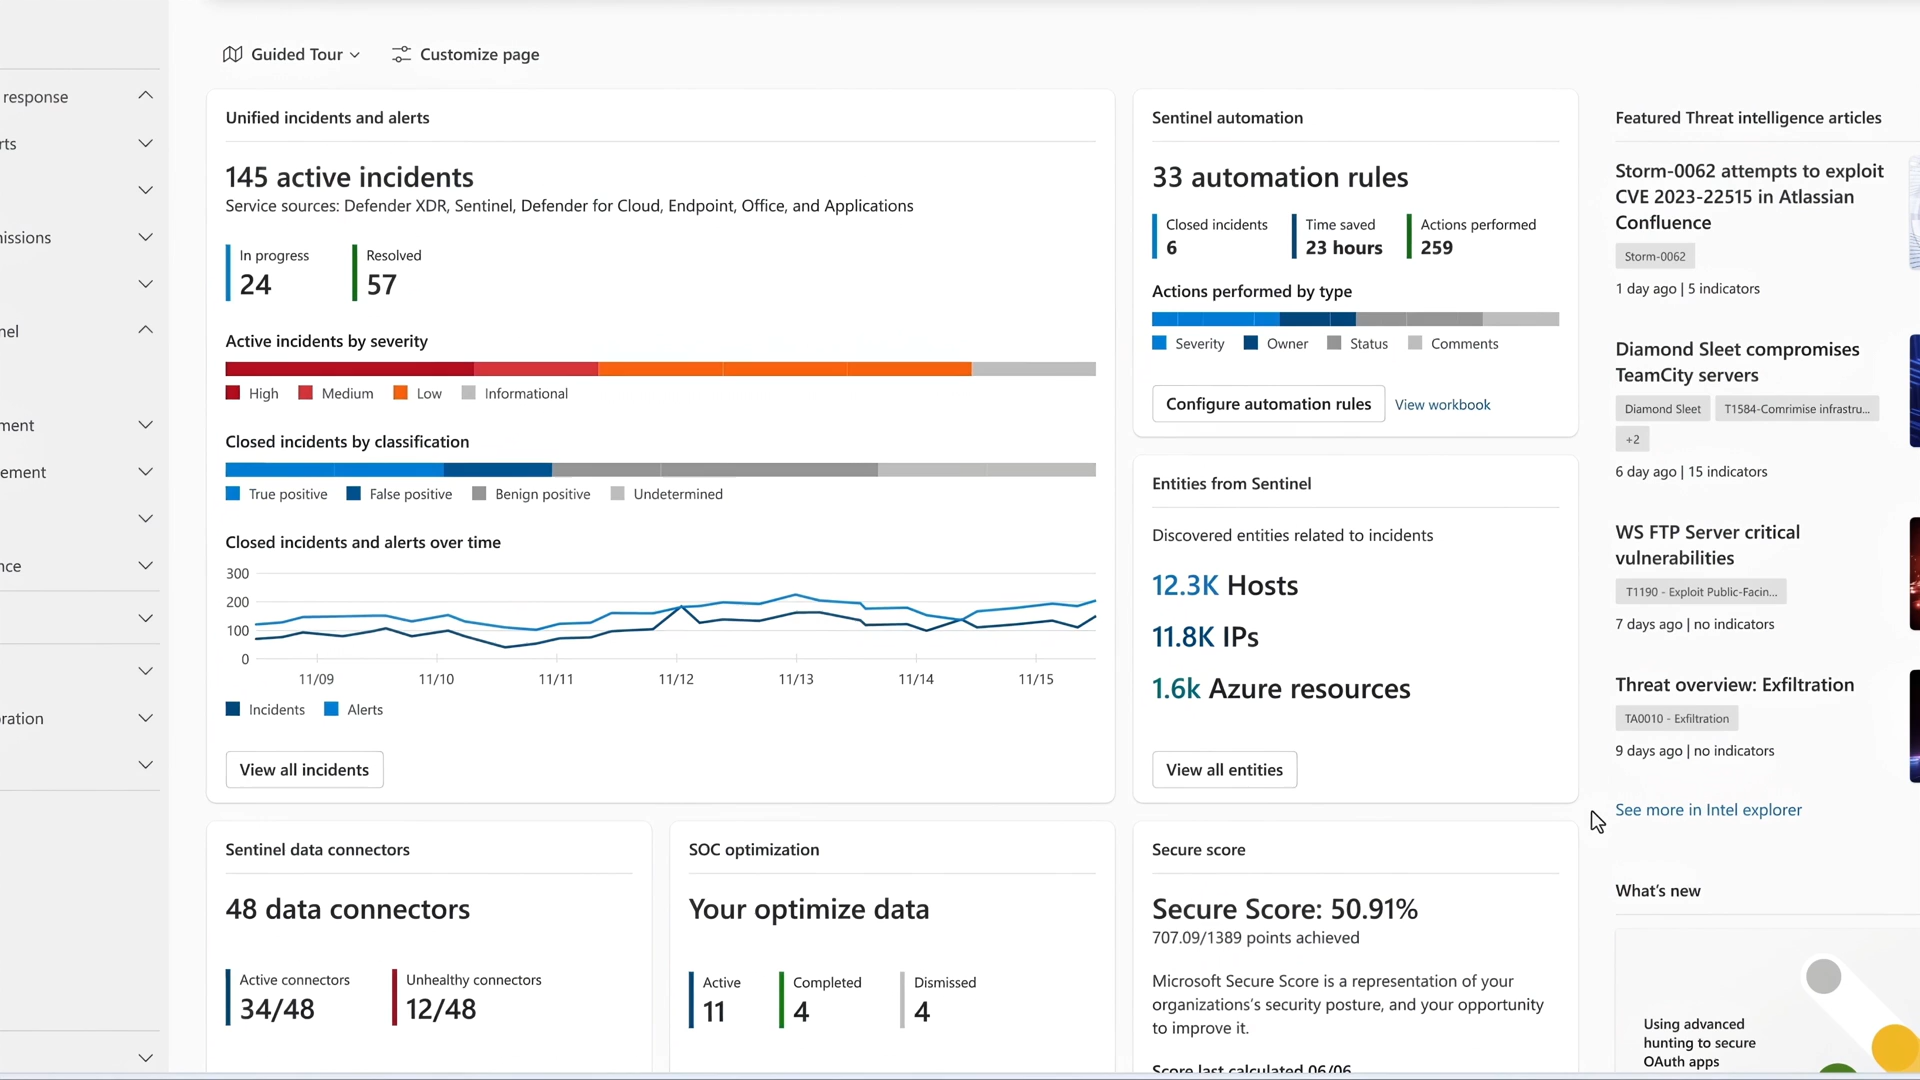 Guided Tour
Customize page
response
rts
issions
nel
ment
ement
nce
oration
Unified incidents and alerts
145 active incidents
Service sources: Defender XDR, Sentinel, Defender for Cloud, Endpoint, Office, and Applications
In progress
24
Resolved
57
Active incidents by severity
High
Medium
Low
Informational
Closed incidents by classification
True positive
False positive
Benign positive
Undetermined
Closed incidents and alerts over time
300
200
100
0
11/09
11/10
11/11
11/12
11/13
11/14
11/15
Incidents
Alerts
View all incidents
Sentinel automation
33 automation rules
Closed incidents
6
Time saved
23 hours
Actions performed
259
Actions performed by type
Severity
Owner
Status
Comments
Configure automation rules
View workbook
Entities from Sentinel
Discovered entities related to incidents
12.3K Hosts
11.8K IPs
1.6k Azure resources
View all entities
Featured Threat intelligence articles
Storm-0062 attempts to exploit
CVE 2023-22515 in Atlassian
Confluence
Storm-0062
1 day ago | 5 indicators
Diamond Sleet compromises
TeamCity servers
Diamond Sleet
T1584-Comrimise infrastru...
+2
6 day ago | 15 indicators
WS FTP Server critical
vulnerabilities
T1190 - Exploit Public-Facin...
7 days ago | no indicators
Threat overview: Exfiltration
TA0010 - Exfiltration
9 days ago | no indicators
See more in Intel explorer
Sentinel data connectors
48 data connectors
Active connectors
34/48
Unhealthy connectors
12/48
SOC optimization
Your optimize data
Active
11
Completed
4
Dismissed
4
Secure score
Secure Score: 50.91%
707.09/1389 points achieved
Microsoft Secure Score is a representation of your
organizations's security posture, and your opportunity
to improve it.
Score last calculated 06/06
What's new
Using advanced
hunting to secure
OAuth apps